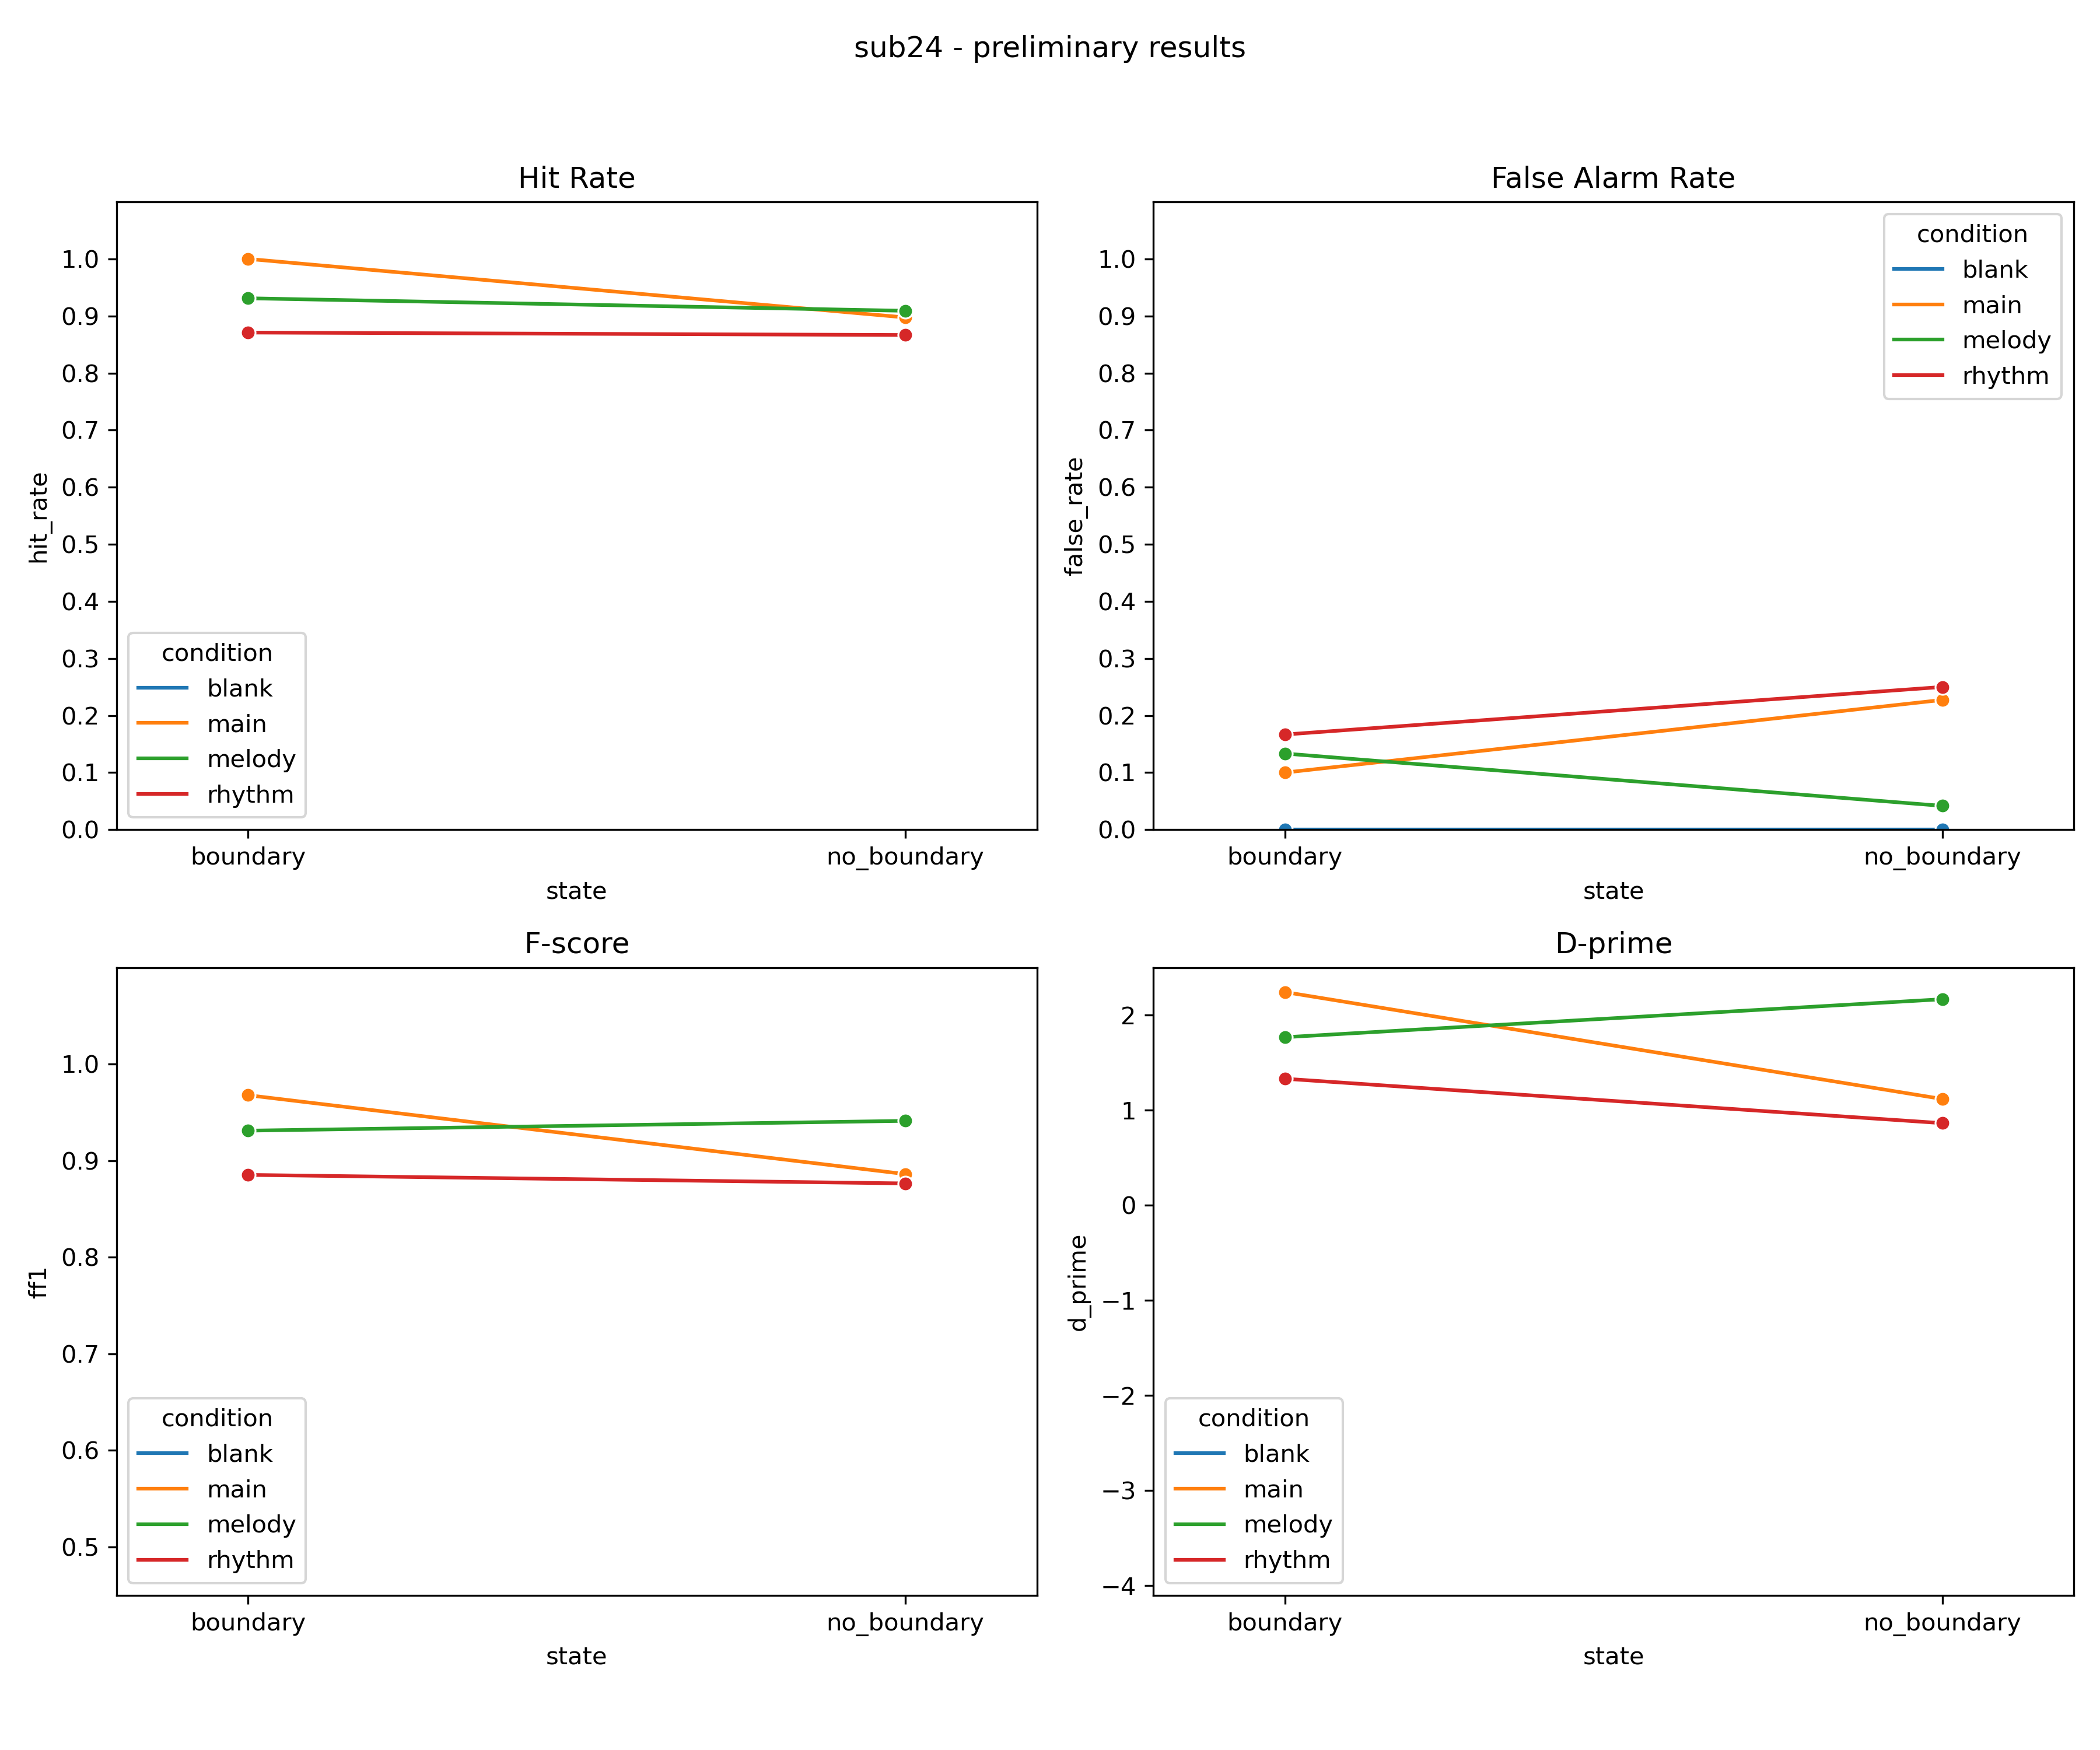 sub24 - preliminary results
Hit Rate
1.0
0.9
0.8
0.7
0.6
0.5
0.4
0.3
0.2
0.1
0.0
hit_rate
condition
blank
main
melody
rhythm
boundary
no_boundary
state
False Alarm Rate
1.0
0.9
0.8
0.7
0.6
0.5
0.4
0.3
0.2
0.1
0.0
false_rate
condition
blank
main
melody
rhythm
boundary
no_boundary
state
F-score
1.0
0.9
0.8
0.7
0.6
0.5
ff1
condition
blank
main
melody
rhythm
boundary
no_boundary
state
D-prime
2
1
0
−1
−2
−3
−4
d_prime
condition
blank
main
melody
rhythm
boundary
no_boundary
state